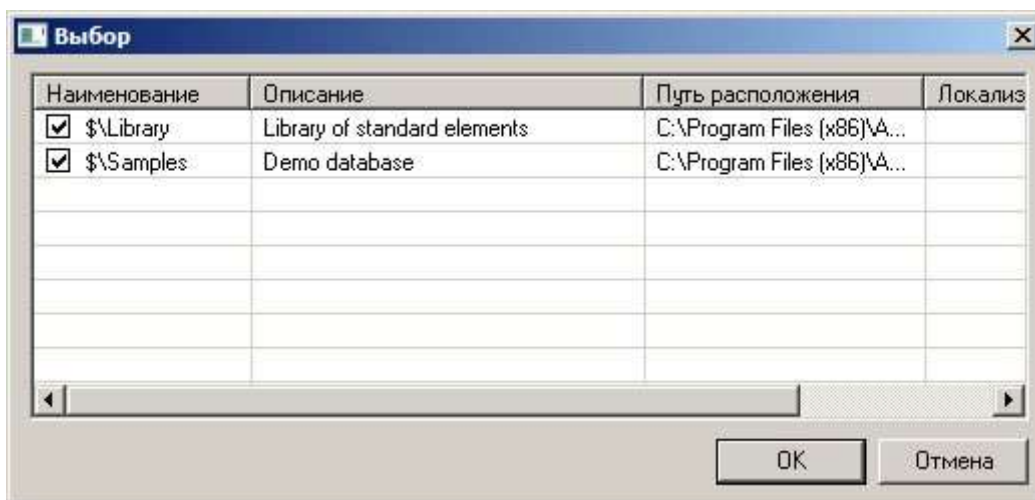 Выбор
Наименование Описание Путь расположения Локализ
$\Library Library of standard elements C:\Program Files (x86)\A...
$\Samples Demo database C:\Program Files (x86)\A...
OK Отмена